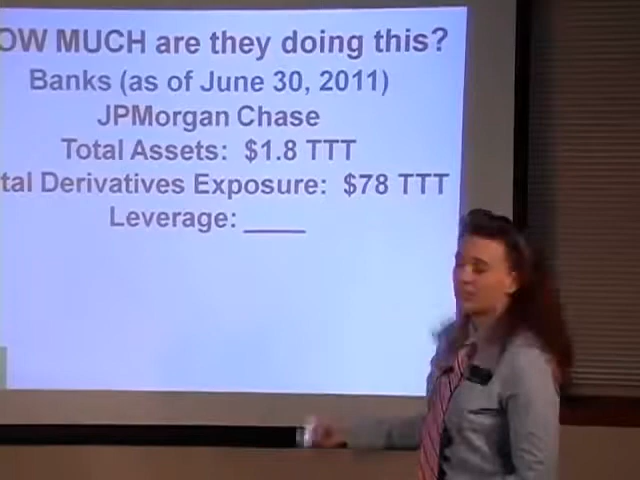 OW MUCH are they doing this?
Banks (as of June 30, 2011)
JPMorgan Chase
Total Assets: $1.8 TTT
tal Derivatives Exposure: $78 TTT
Leverage: ____